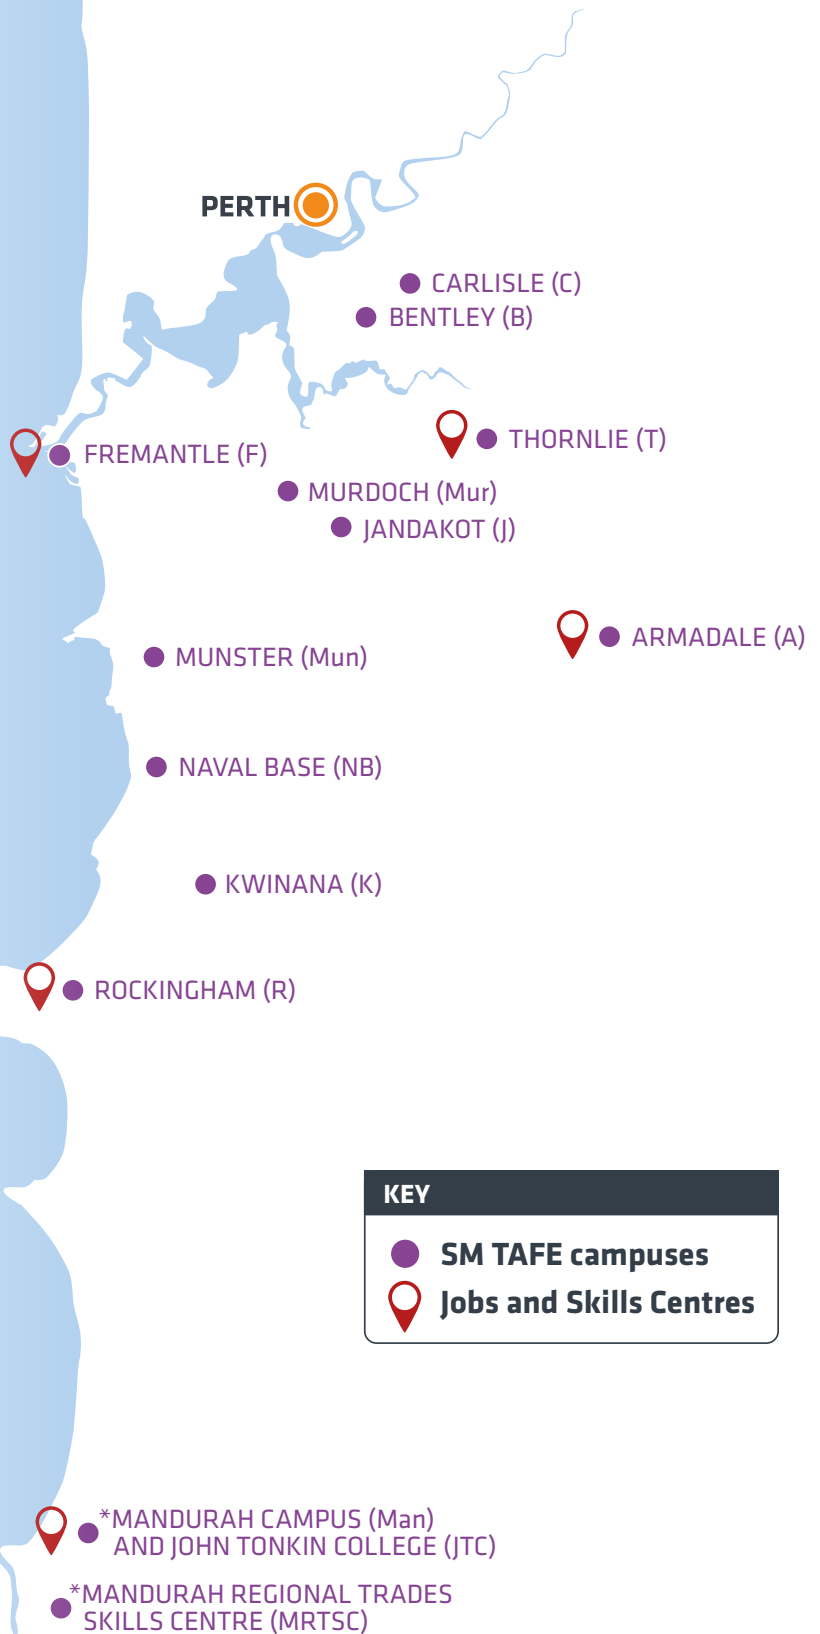 PERTH
CARLISLE (C)
BENTLEY (B)
THORNLIE (T)
FREMANTLE (F)
MURDOCH (Mur)
JANDAKOT (J)
ARMADALE (A)
MUNSTER (Mun)
NAVAL BASE (NB)
KWINANA (K)
ROCKINGHAM (R)
KEY
SM TAFE campuses
Jobs and Skills Centres
*MANDURAH CAMPUS (Man)
AND JOHN TONKIN COLLEGE (JTC)
*MANDURAH REGIONAL TRADES
SKILLS CENTRE (MRTSC)